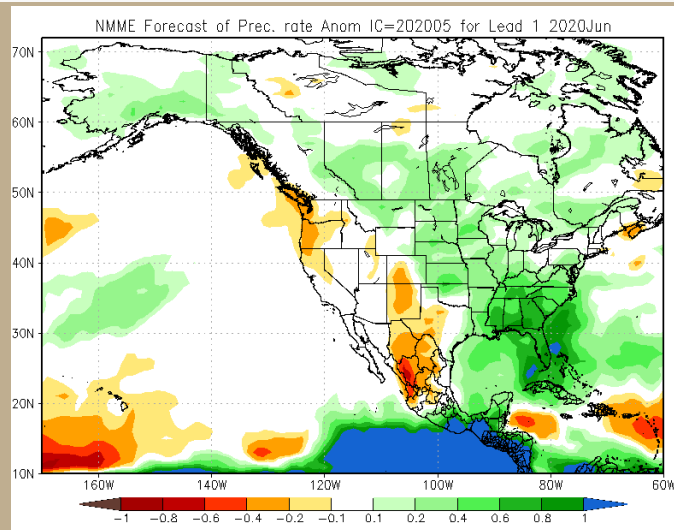 NMME Forecast of Prec. rate Anom IC=202005 for Lead 1 2020Jun
70N
60N
50N
40N
30N
20N
10N
160W 140W 120W 100W 80W 60W
-1 -0.8 -0.6 -0.4 -0.2 -0.1 0.1 0.2 0.4 0.6 0.8 1